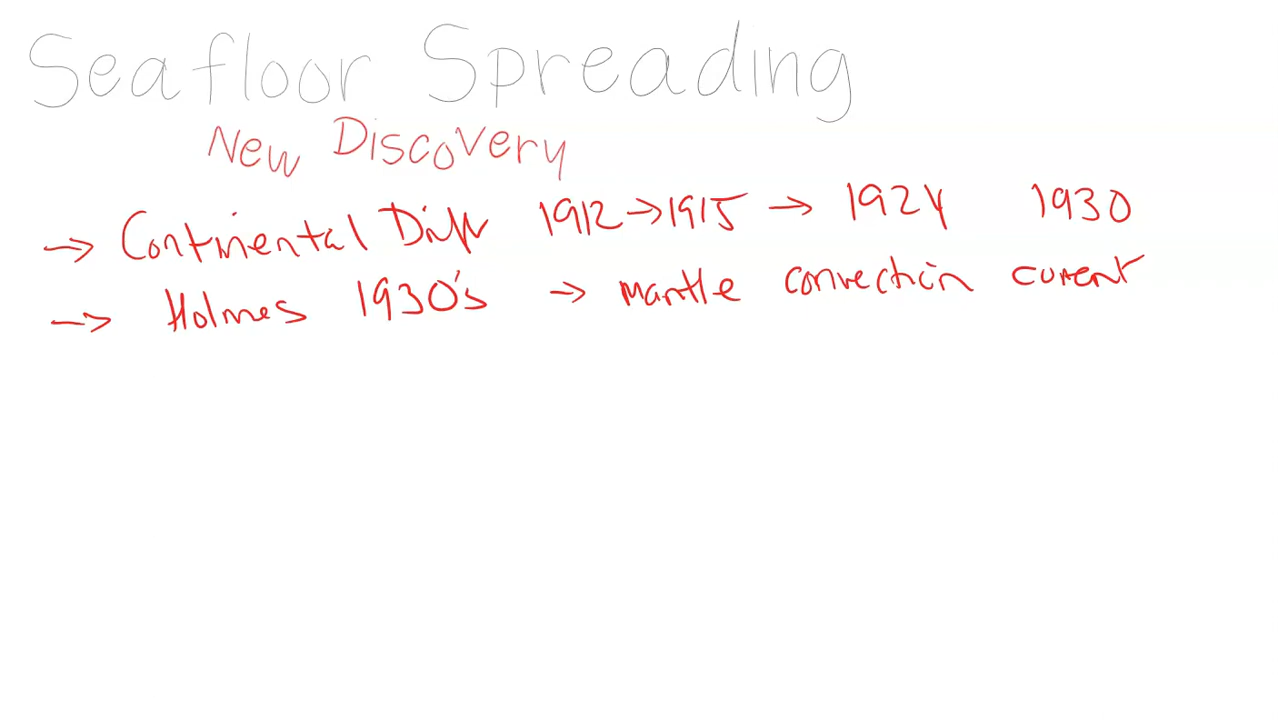 Seafloor Spreading
New Discovery
→ Continental Drift 1912 → 1915 → 1924 1930
→ Holmes 1930's → mantle convection current